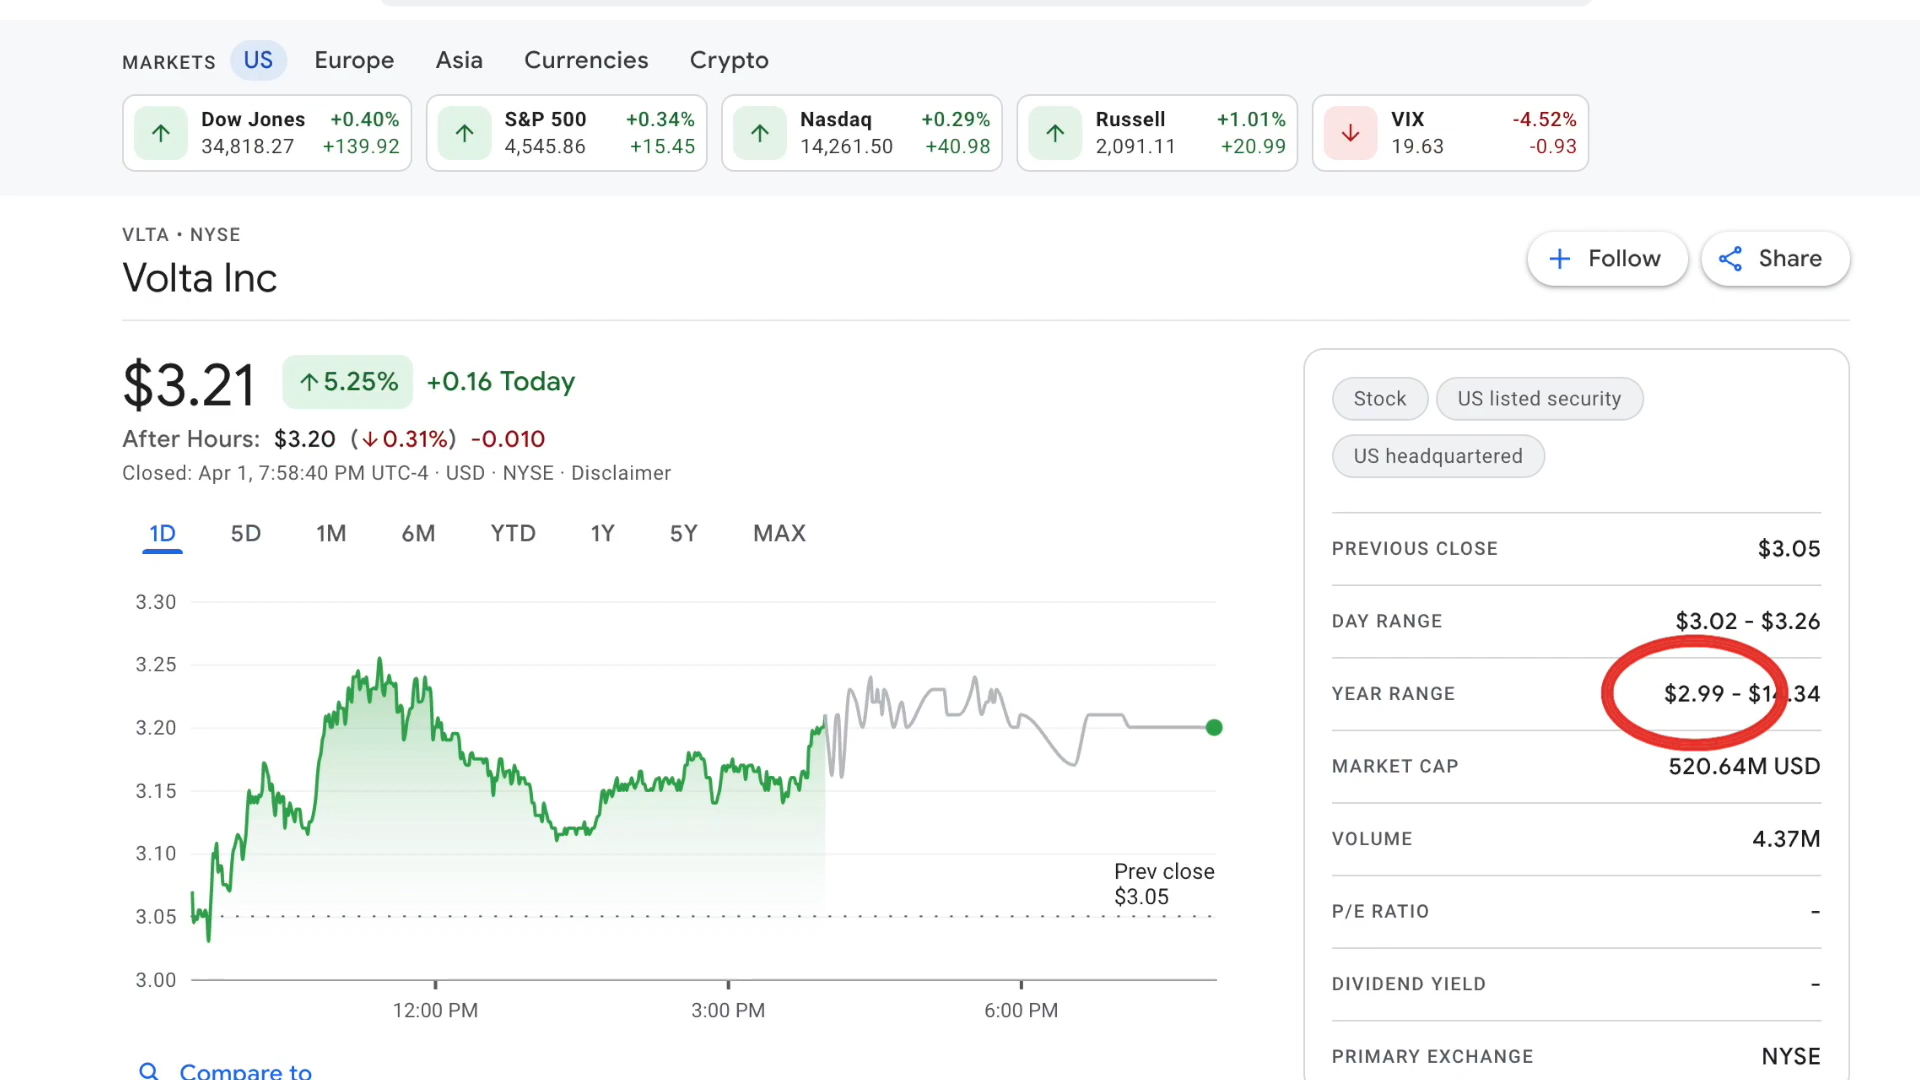 MARKETS US Europe Asia Currencies Crypto
Dow Jones +0.40% S&P 500 +0.34% Nasdaq +0.29% Russell +1.01% VIX -4.52%
34,818.27 +139.92 4,545.86 +15.45 14,261.50 +40.98 2,091.11 +20.99 19.63 -0.93
VLTA • NYSE
Volta Inc
Follow Share
$3.21 5.25% +0.16 Today
After Hours: $3.20 (↓0.31%) -0.010
Closed: Apr 1, 7:58:40 PM UTC-4 · USD · NYSE · Disclaimer
1D 5D 1M 6M YTD 1Y 5Y MAX
3.30
3.25
3.20
3.15
3.10
3.05
3.00
Prev close
$3.05
12:00 PM 3:00 PM 6:00 PM
Compare to
Stock US listed security
US headquartered
PREVIOUS CLOSE $3.05
DAY RANGE $3.02 - $3.26
YEAR RANGE $2.99 - $14.34
MARKET CAP 520.64M USD
VOLUME 4.37M
P/E RATIO -
DIVIDEND YIELD -
PRIMARY EXCHANGE NYSE